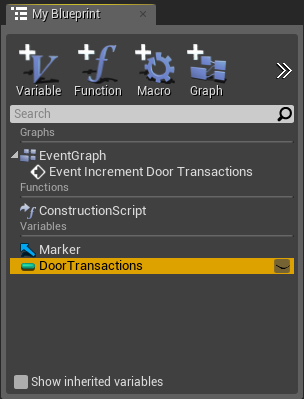 My Blueprint
Variable Function Macro Graph
Search
Graphs
EventGraph
Event Increment Door Transactions
Functions
ConstructionScript
Variables
Marker
DoorTransactions
Show inherited variables